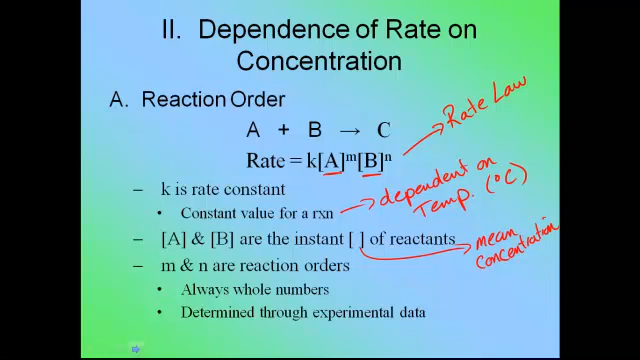 II. Dependence of Rate on
Concentration
A. Reaction Order
A + B → C
Rate = k[A]ᵐ[B]ⁿ
Rate Law
– k is rate constant
• Constant value for a rxn
dependent on
Temp. (°C)
– [A] & [B] are the instant [ ] of reactants
mean
concentration
– m & n are reaction orders
• Always whole numbers
• Determined through experimental data